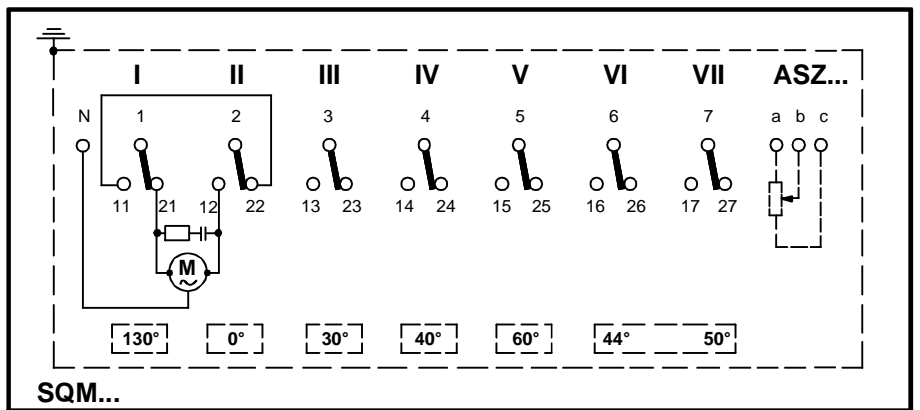 I II III IV V VI VII ASZ...
N 1 2 3 4 5 6 7 a b c
11 21 12 22 13 23 14 24 15 25 16 26 17 27
M
~
130° 0° 30° 40° 60° 44° 50°
SQM...